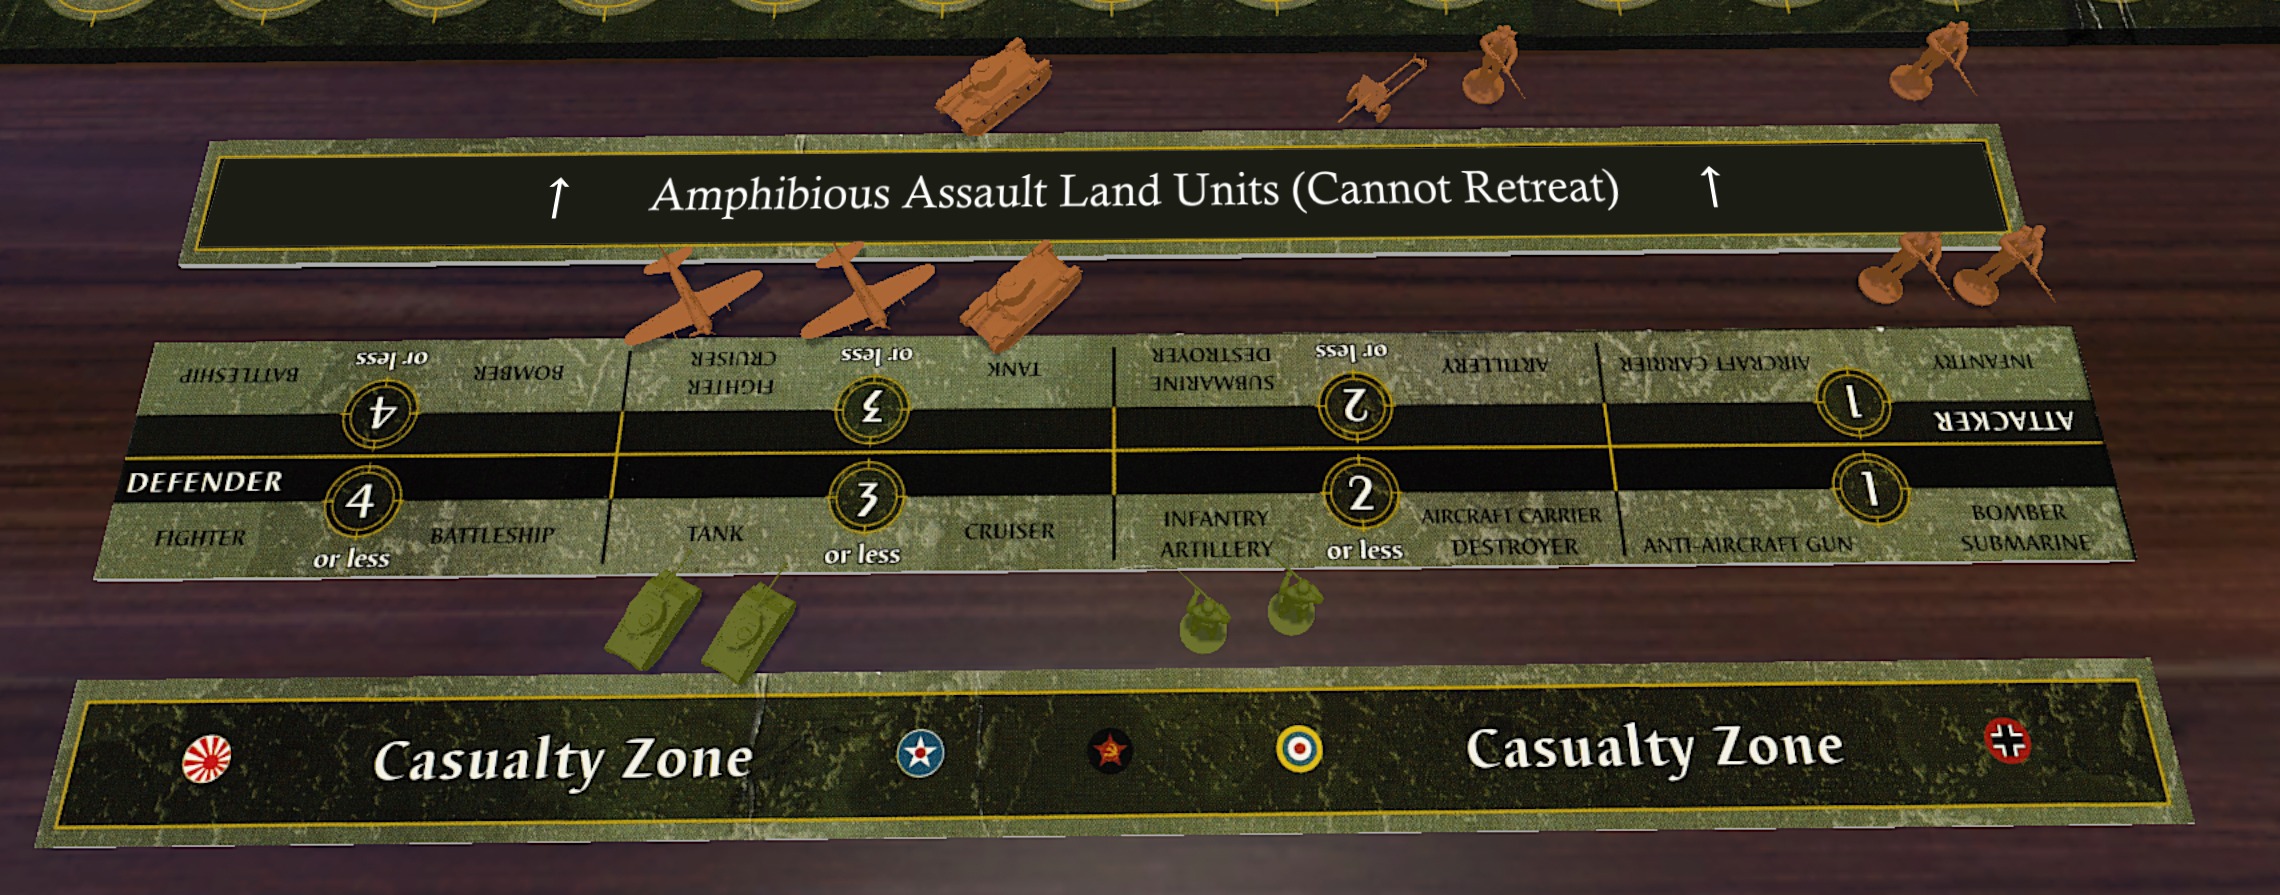 ↑ Amphibious Assault Land Units (Cannot Retreat) ↑
BATTLESHIP
4
or less
BOMBER
FIGHTER
CRUISER
3
or less
TANK
SUBMARINE
DESTROYER
2
or less
ARTILLERY
AIRCRAFT CARRIER
1
INFANTRY
ATTACKER
DEFENDER
FIGHTER
4
or less
BATTLESHIP
TANK
3
or less
CRUISER
INFANTRY
ARTILLERY
2
or less
AIRCRAFT CARRIER
DESTROYER
ANTI-AIRCRAFT GUN
1
BOMBER
SUBMARINE
Casualty Zone
Casualty Zone